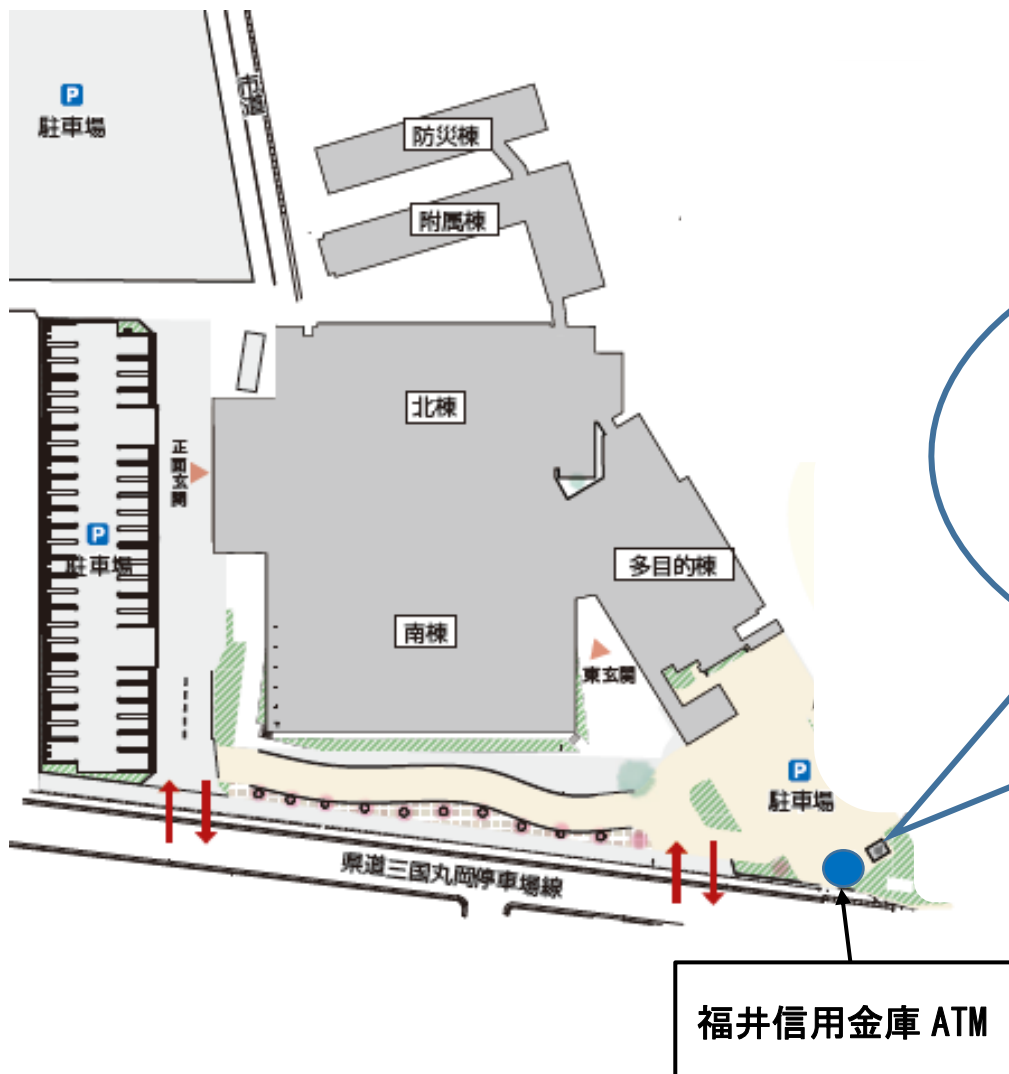 P
駐車場
市道
防災棟
附属棟
北棟
正面玄関
P
駐車場
多目的棟
南棟
東玄関
P
駐車場
県道三国丸岡停車場線
福井信用金庫 ATM